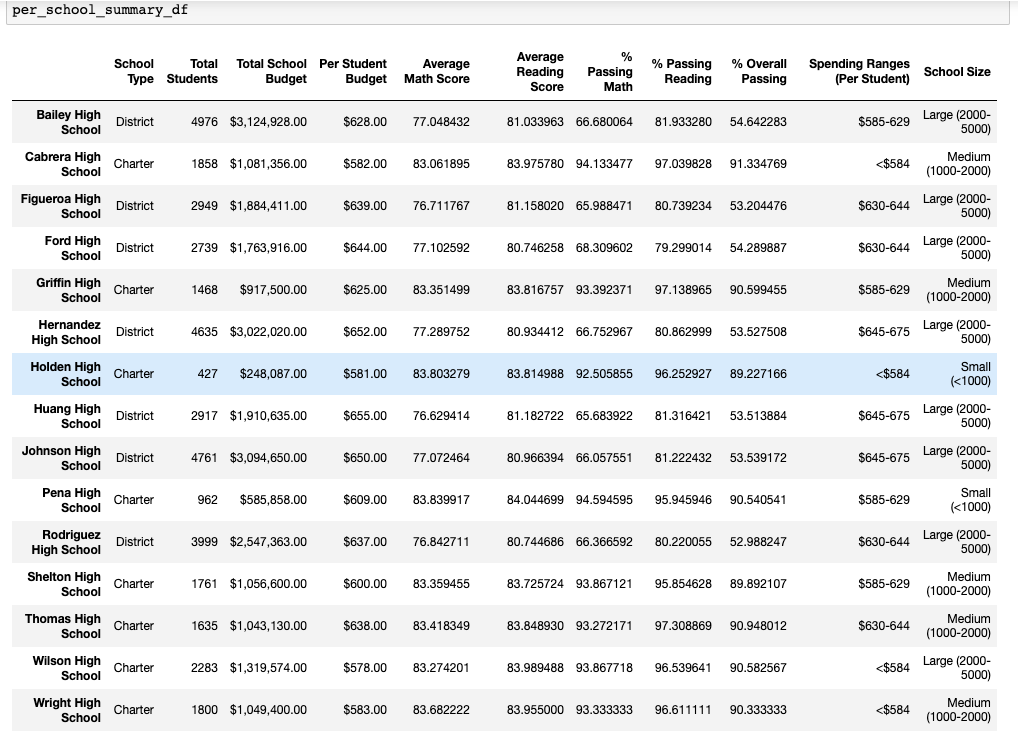 per_school_summary_df
School Type Total Students Total School Budget Per Student Budget Average Math Score Average Reading Score % Passing Math % Passing Reading % Overall Passing Spending Ranges (Per Student) School Size
Bailey High School District 4976 $3,124,928.00 $628.00 77.048432 81.033963 66.680064 81.933280 54.642283 $585-629 Large (2000-5000)
Cabrera High School Charter 1858 $1,081,356.00 $582.00 83.061895 83.975780 94.133477 97.039828 91.334769 <$584 Medium (1000-2000)
Figueroa High School District 2949 $1,884,411.00 $639.00 76.711767 81.158020 65.988471 80.739234 53.204476 $630-644 Large (2000-5000)
Ford High School District 2739 $1,763,916.00 $644.00 77.102592 80.746258 68.309602 79.299014 54.289887 $630-644 Large (2000-5000)
Griffin High School Charter 1468 $917,500.00 $625.00 83.351499 83.816757 93.392371 97.138965 90.599455 $585-629 Medium (1000-2000)
Hernandez High School District 4635 $3,022,020.00 $652.00 77.289752 80.934412 66.752967 80.862999 53.527508 $645-675 Large (2000-5000)
Holden High School Charter 427 $248,087.00 $581.00 83.803279 83.814988 92.505855 96.252927 89.227166 <$584 Small (<1000)
Huang High School District 2917 $1,910,635.00 $655.00 76.629414 81.182722 65.683922 81.316421 53.513884 $645-675 Large (2000-5000)
Johnson High School District 4761 $3,094,650.00 $650.00 77.072464 80.966394 66.057551 81.222432 53.539172 $645-675 Large (2000-5000)
Pena High School Charter 962 $585,858.00 $609.00 83.839917 84.044699 94.594595 95.945946 90.540541 $585-629 Small (<1000)
Rodriguez High School District 3999 $2,547,363.00 $637.00 76.842711 80.744686 66.366592 80.220055 52.988247 $630-644 Large (2000-5000)
Shelton High School Charter 1761 $1,056,600.00 $600.00 83.359455 83.725724 93.867121 95.854628 89.892107 $585-629 Medium (1000-2000)
Thomas High School Charter 1635 $1,043,130.00 $638.00 83.418349 83.848930 93.272171 97.308869 90.948012 $630-644 Medium (1000-2000)
Wilson High School Charter 2283 $1,319,574.00 $578.00 83.274201 83.989488 93.867718 96.539641 90.582567 <$584 Large (2000-5000)
Wright High School Charter 1800 $1,049,400.00 $583.00 83.682222 83.955000 93.333333 96.611111 90.333333 <$584 Medium (1000-2000)